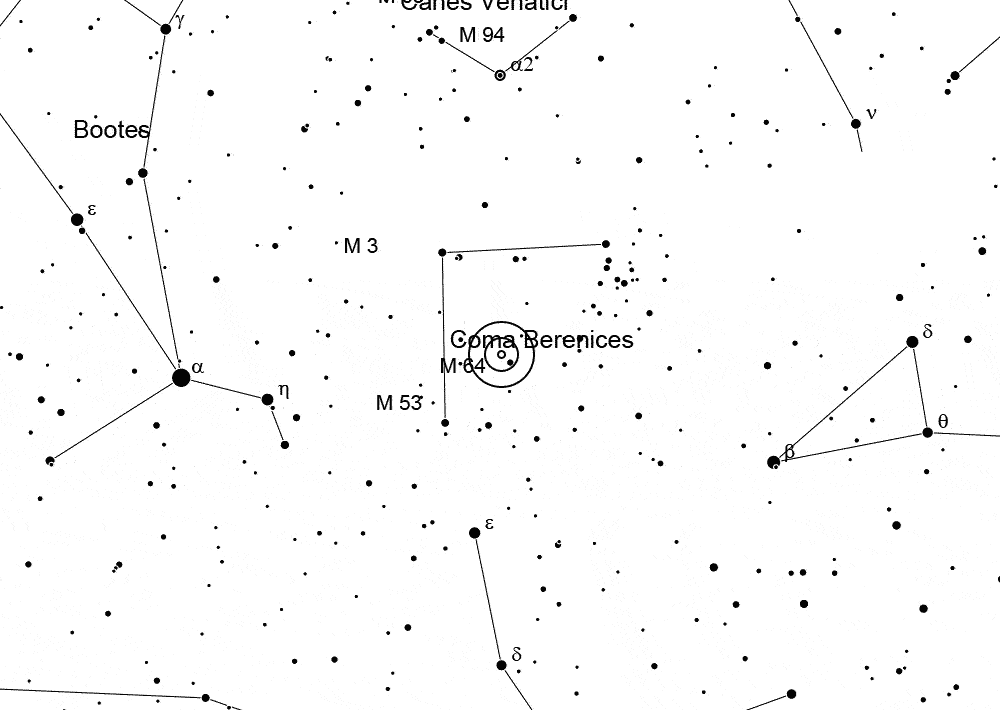 Canes Venatici
γ
M 94
α2
ν
Bootes
ε
M 3
δ
Coma Berenices
M 64
α
η
M 53
θ
β
ε
δ